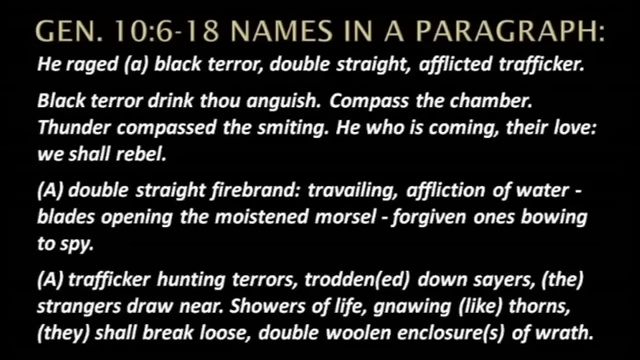 GEN. 10:6-18 NAMES IN A PARAGRAPH:
He raged (a) black terror, double straight, afflicted trafficker.
Black terror drink thou anguish. Compass the chamber.
Thunder compassed the smiting. He who is coming, their love:
we shall rebel.
(A) double straight firebrand: travailing, affliction of water -
blades opening the moistened morsel - forgiven ones bowing
to spy.
(A) trafficker hunting terrors, trodden(ed) down sayers, (the)
strangers draw near. Showers of life, gnawing (like) thorns,
(they) shall break loose, double woolen enclosure(s) of wrath.